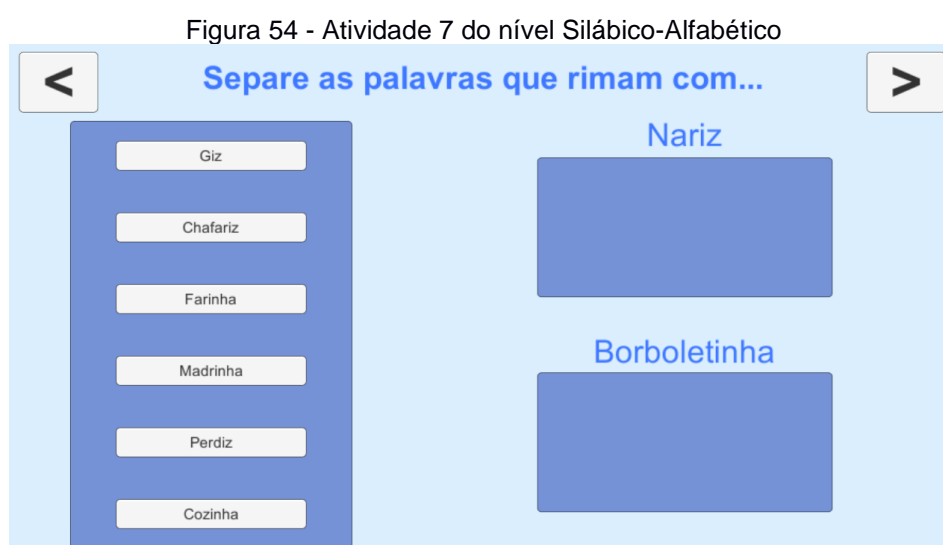 Figura 54 - Atividade 7 do nível Silábico-Alfabético
< Separe as palavras que rimam com... >
Giz
Chafariz
Farinha
Madrinha
Perdiz
Cozinha
Nariz
Borboletinha